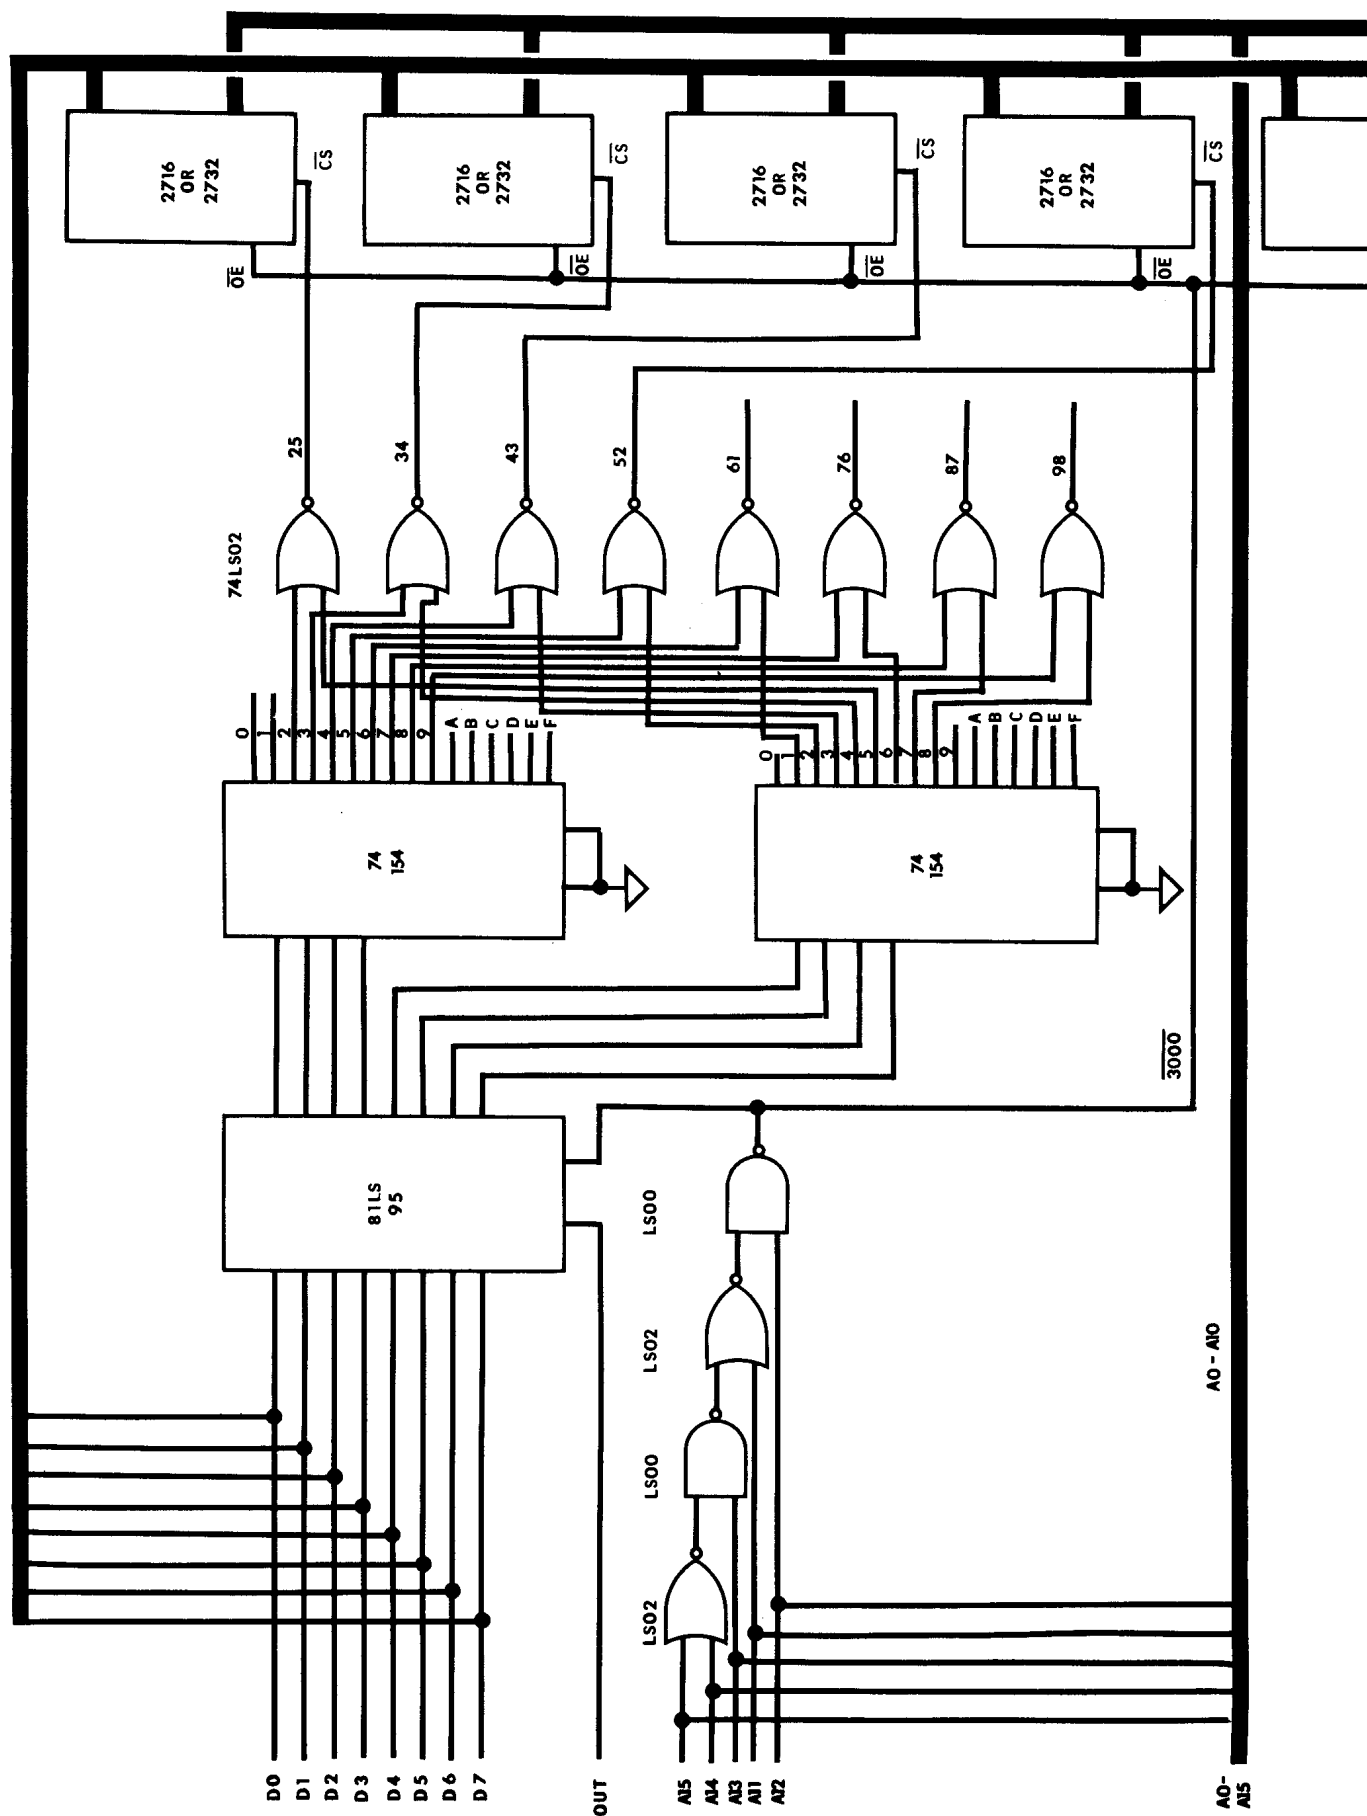 2716
OR
2732
CS
OE
2716
OR
2732
CS
OE
2716
OR
2732
CS
OE
2716
OR
2732
CS
OE
74LS02
25
34
43
52
61
76
87
98
0
1
2
3
4
5
6
7
8
9
A
B
C
D
E
F
0
1
2
3
4
5
6
7
8
9
A
B
C
D
E
F
74
154
74
154
81LS
95
3000
LS00
LS02
LS00
LS02
A0 - A10
D0
D1
D2
D3
D4
D5
D6
D7
OUT
A15
A14
A13
A11
A12
A0-
A15